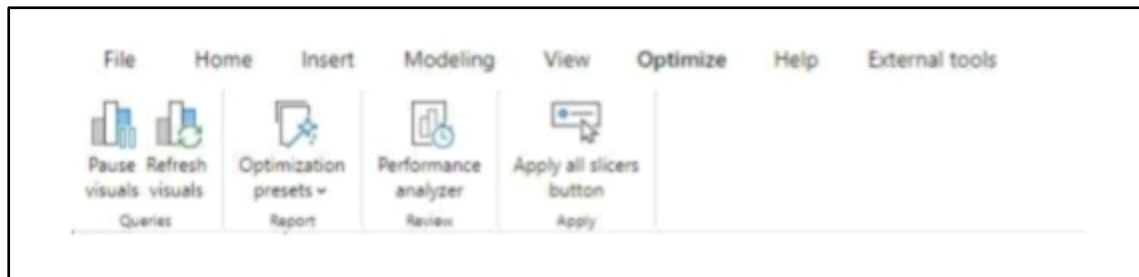 File Home Insert Modeling View Optimize Help External tools
Pause Refresh Optimization Performance Apply all slicers
visuals visuals presets analyzer button
Queries Report Review Apply